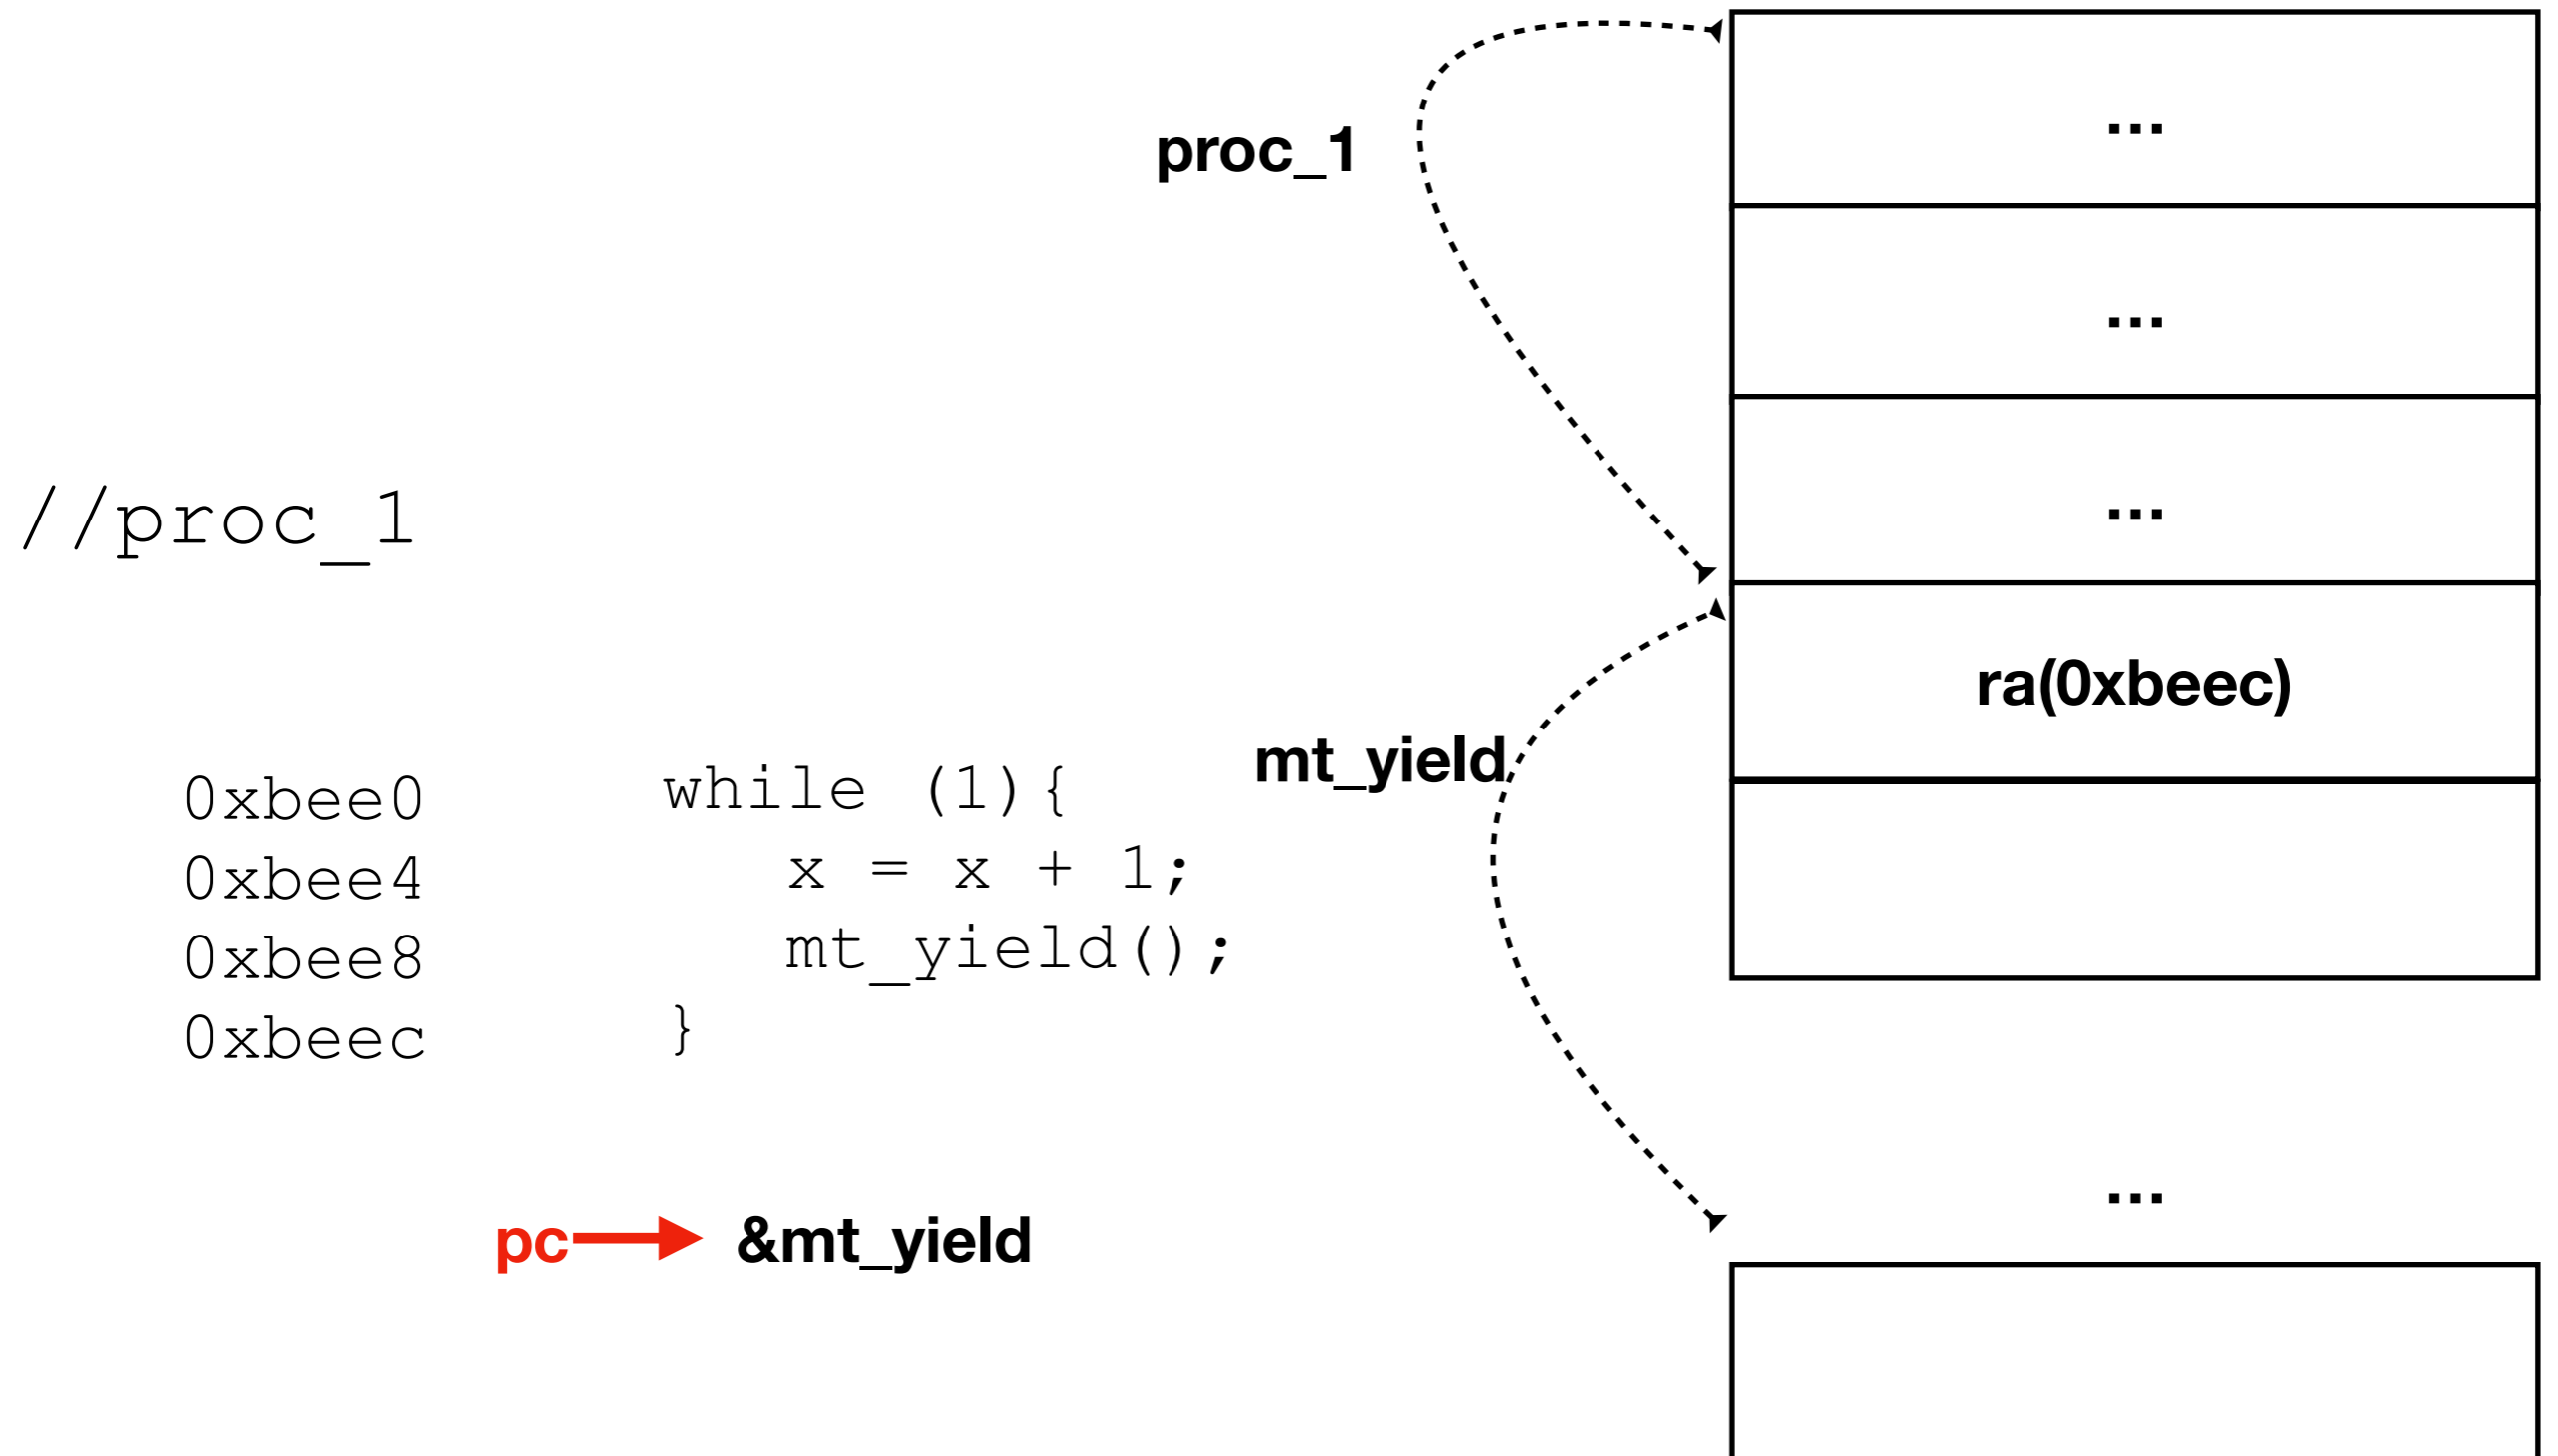 //proc_1
0xbee0 while (1){
0xbee4 x = x + 1;
0xbee8 mt_yield();
0xbeec }
pc &mt_yield
proc_1
mt_yield
...
...
...
ra(0xbeec)
...